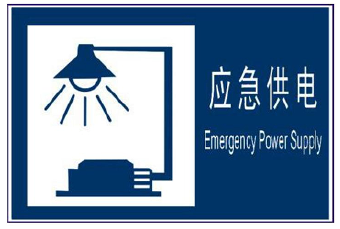 应急供电
Emergency Power Supply